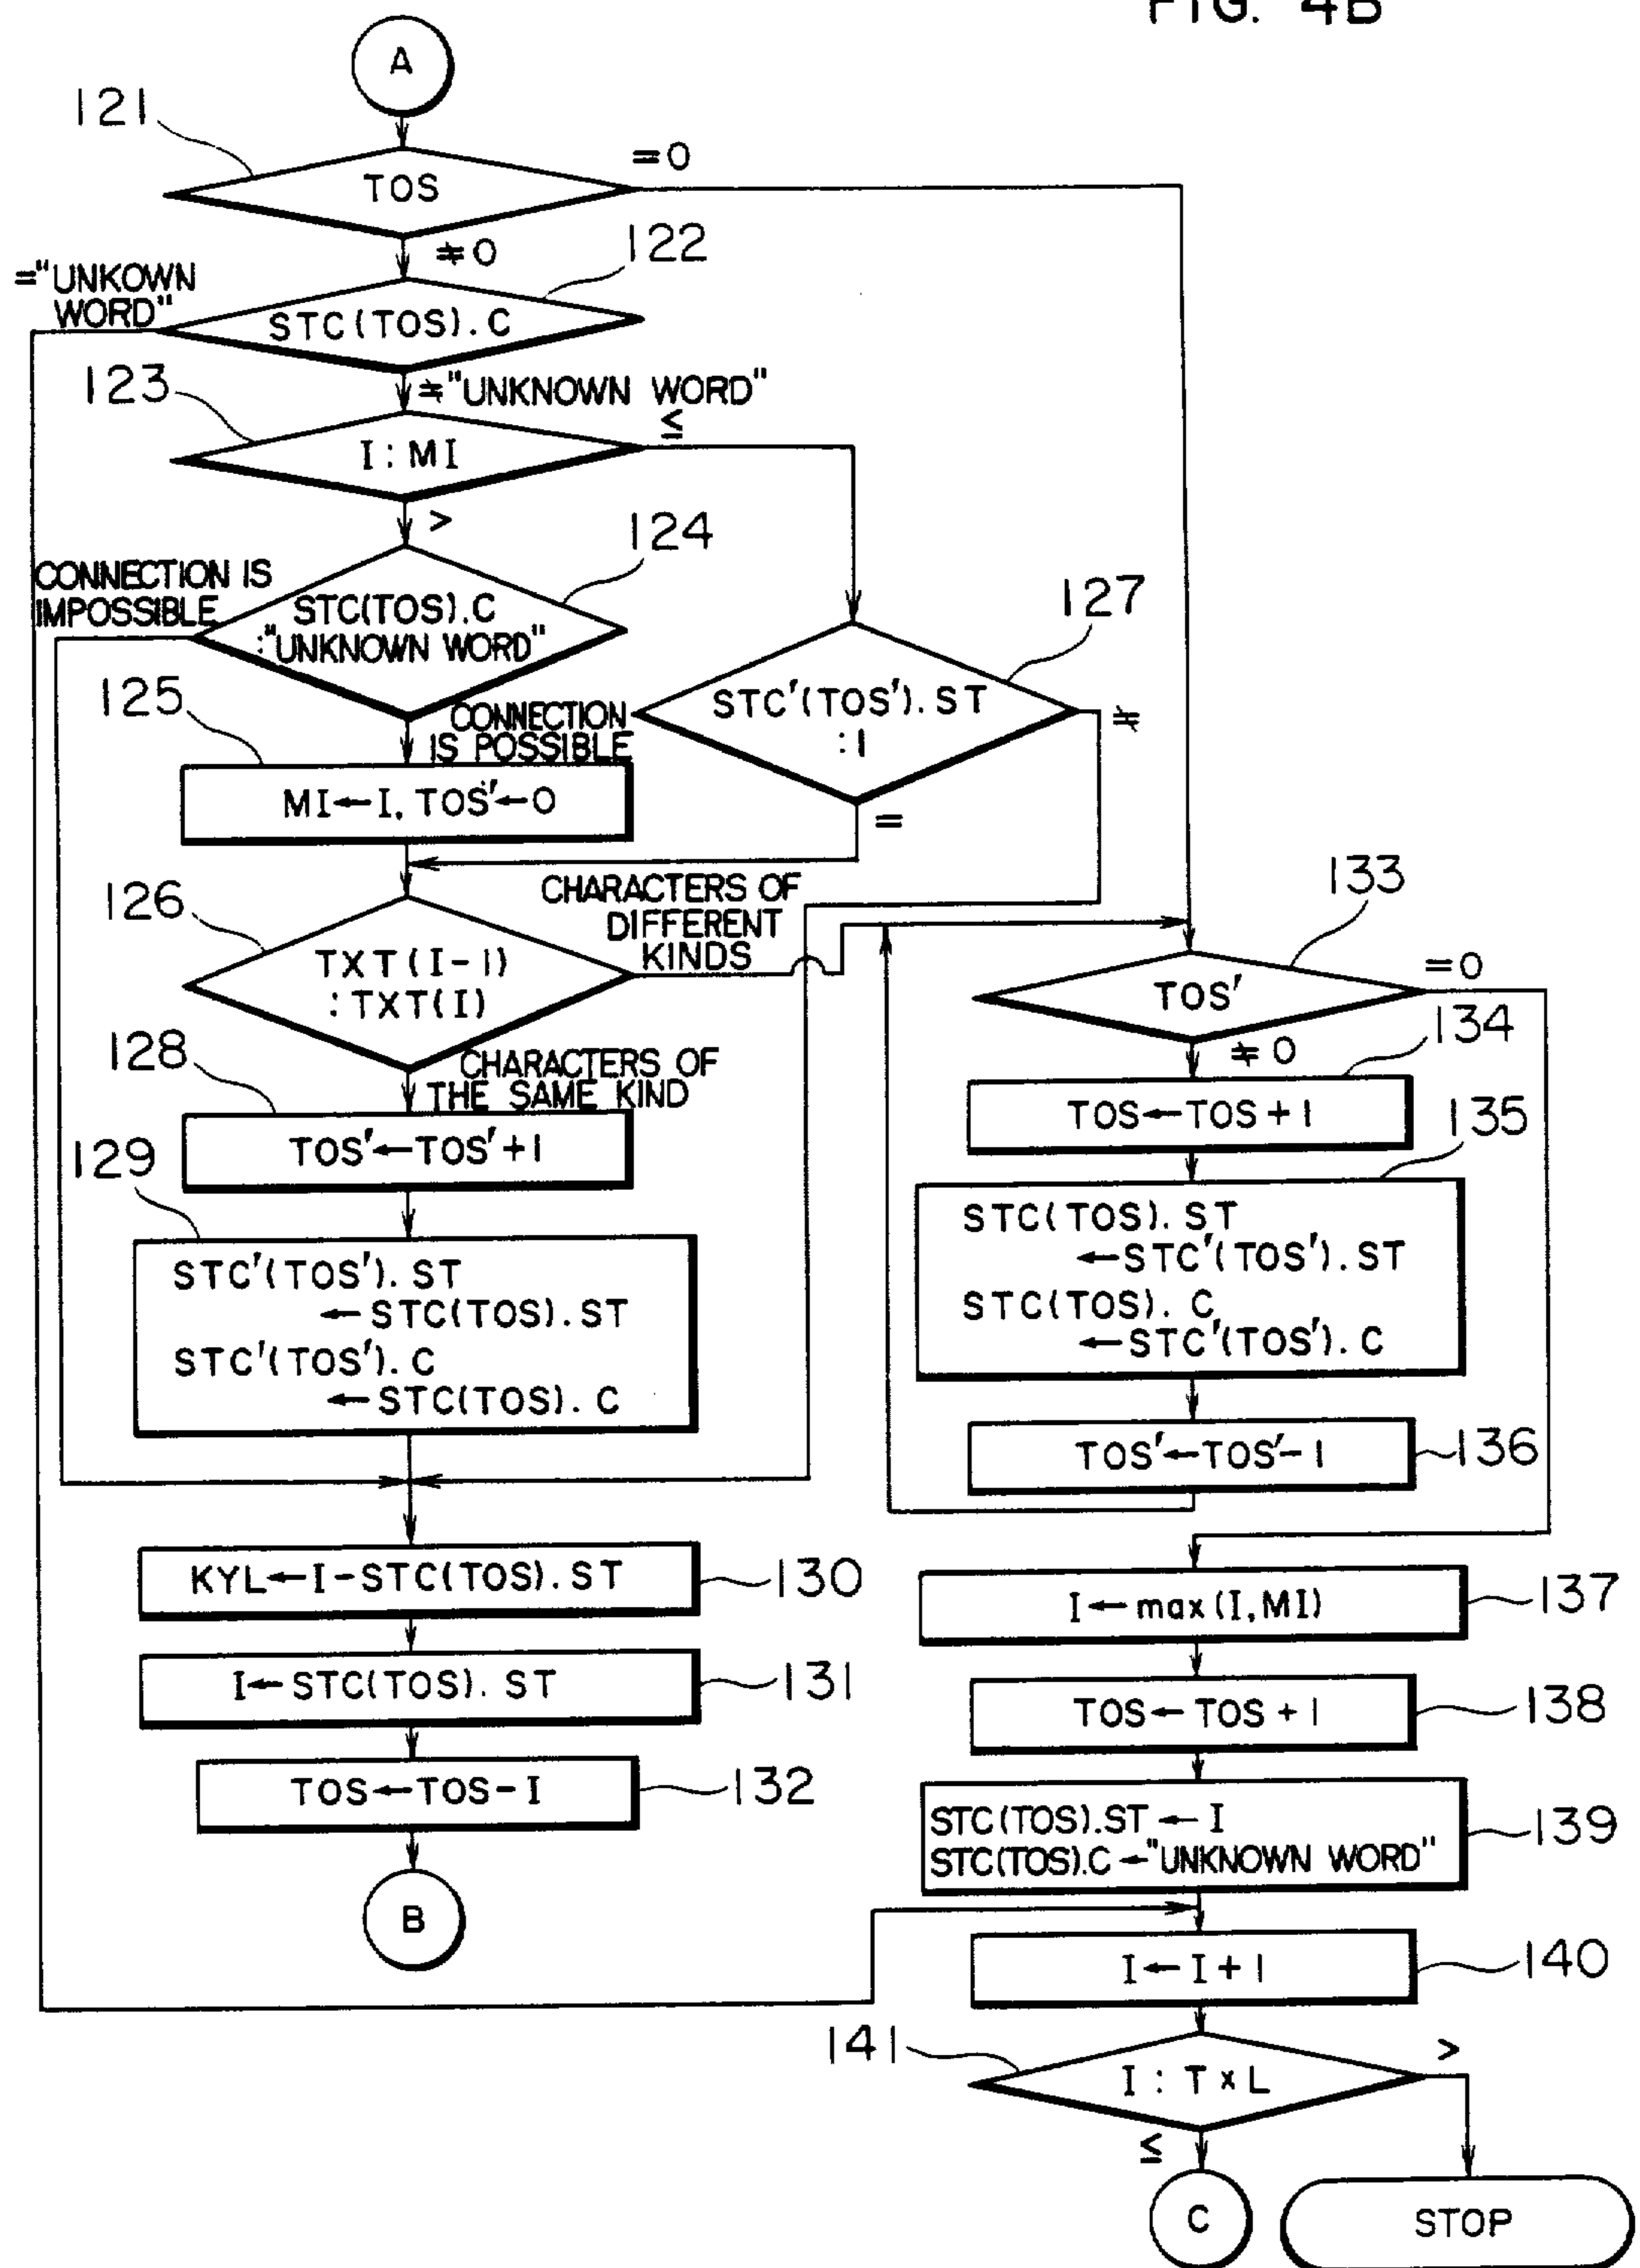 FIG. 4B
A
121
TOS
=0
≠0
122
="UNKOWN
WORD"
STC(TOS).C
123
≠"UNKNOWN WORD"
I:MI
≤
>
124
CONNECTION IS
IMPOSSIBLE
STC(TOS).C
:"UNKNOWN WORD"
127
125
CONNECTION
IS POSSIBLE
STC'(TOS').ST
:I
≠
MI←I, TOS'←0
=
126
CHARACTERS OF
DIFFERENT
KINDS
TXT(I-1)
:TXT(I)
133
TOS'
=0
≠0
128
CHARACTERS OF
THE SAME KIND
TOS'←TOS'+1
134
TOS←TOS+1
129
STC'(TOS').ST
←STC(TOS).ST
STC'(TOS').C
←STC(TOS).C
135
STC(TOS).ST
←STC'(TOS').ST
STC(TOS).C
←STC'(TOS').C
TOS'←TOS'-1
136
KYL←I-STC(TOS).ST
130
I←STC(TOS).ST
131
TOS←TOS-I
132
B
I←max(I,MI)
137
TOS←TOS+1
138
STC(TOS).ST←I
STC(TOS).C←"UNKNOWN WORD"
139
I←I+1
140
141
I:T×L
>
≤
C
STOP